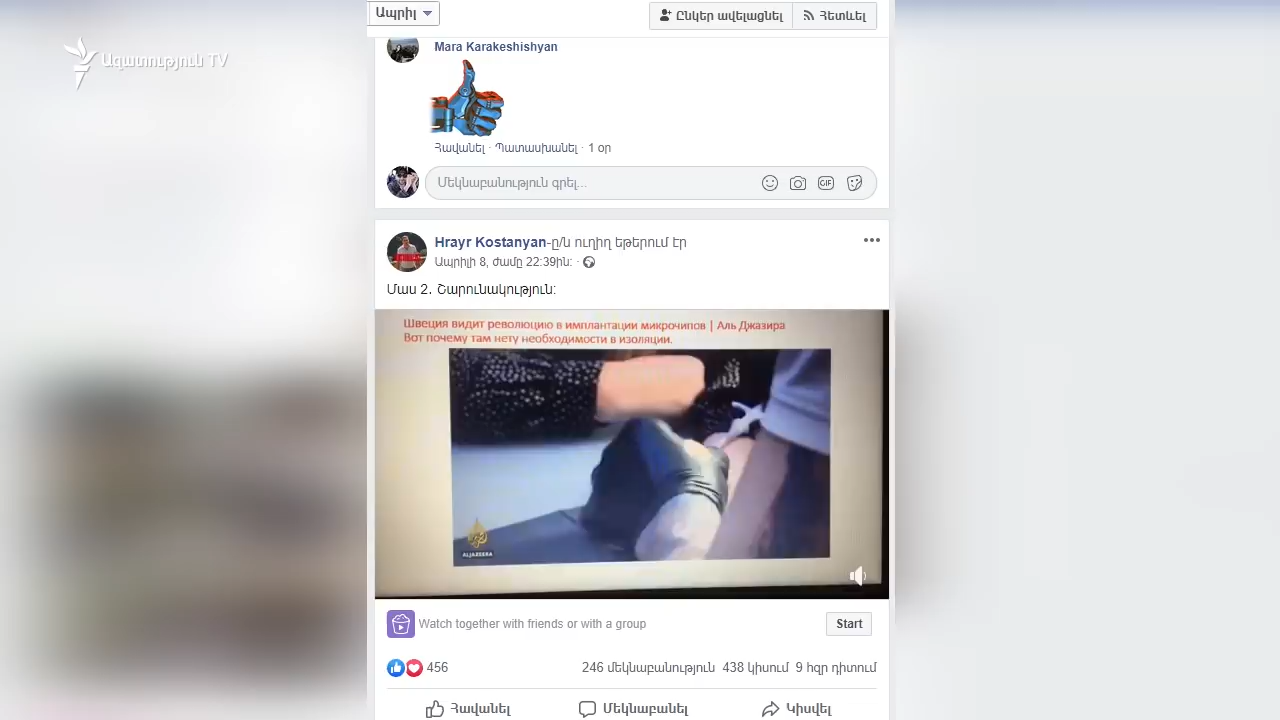 Ապրիլ
Ընկեր ավելացնել
Հետևել
Ազատություն TV
Mara Karakeshishyan
Հավանել · Պատասխանել · 1 օր
Մեկնաբանություն գրել...
GIF
Hrayr Kostanyan-ը/ն ուղիղ եթերում էր
Ապրիլի 8, ժամը 22:39ին: ·
Մաս 2. Շարունակություն:
Швеция видит революцию в имплантации микрочипов | Аль Джазира
Вот почему там нету необходимости в изоляции.
ALJAZEERA
Watch together with friends or with a group
Start
456
246 մեկնաբանություն 438 կիսում 9 հզր դիտում
Հավանել
Մեկնաբանել
Կիսվել